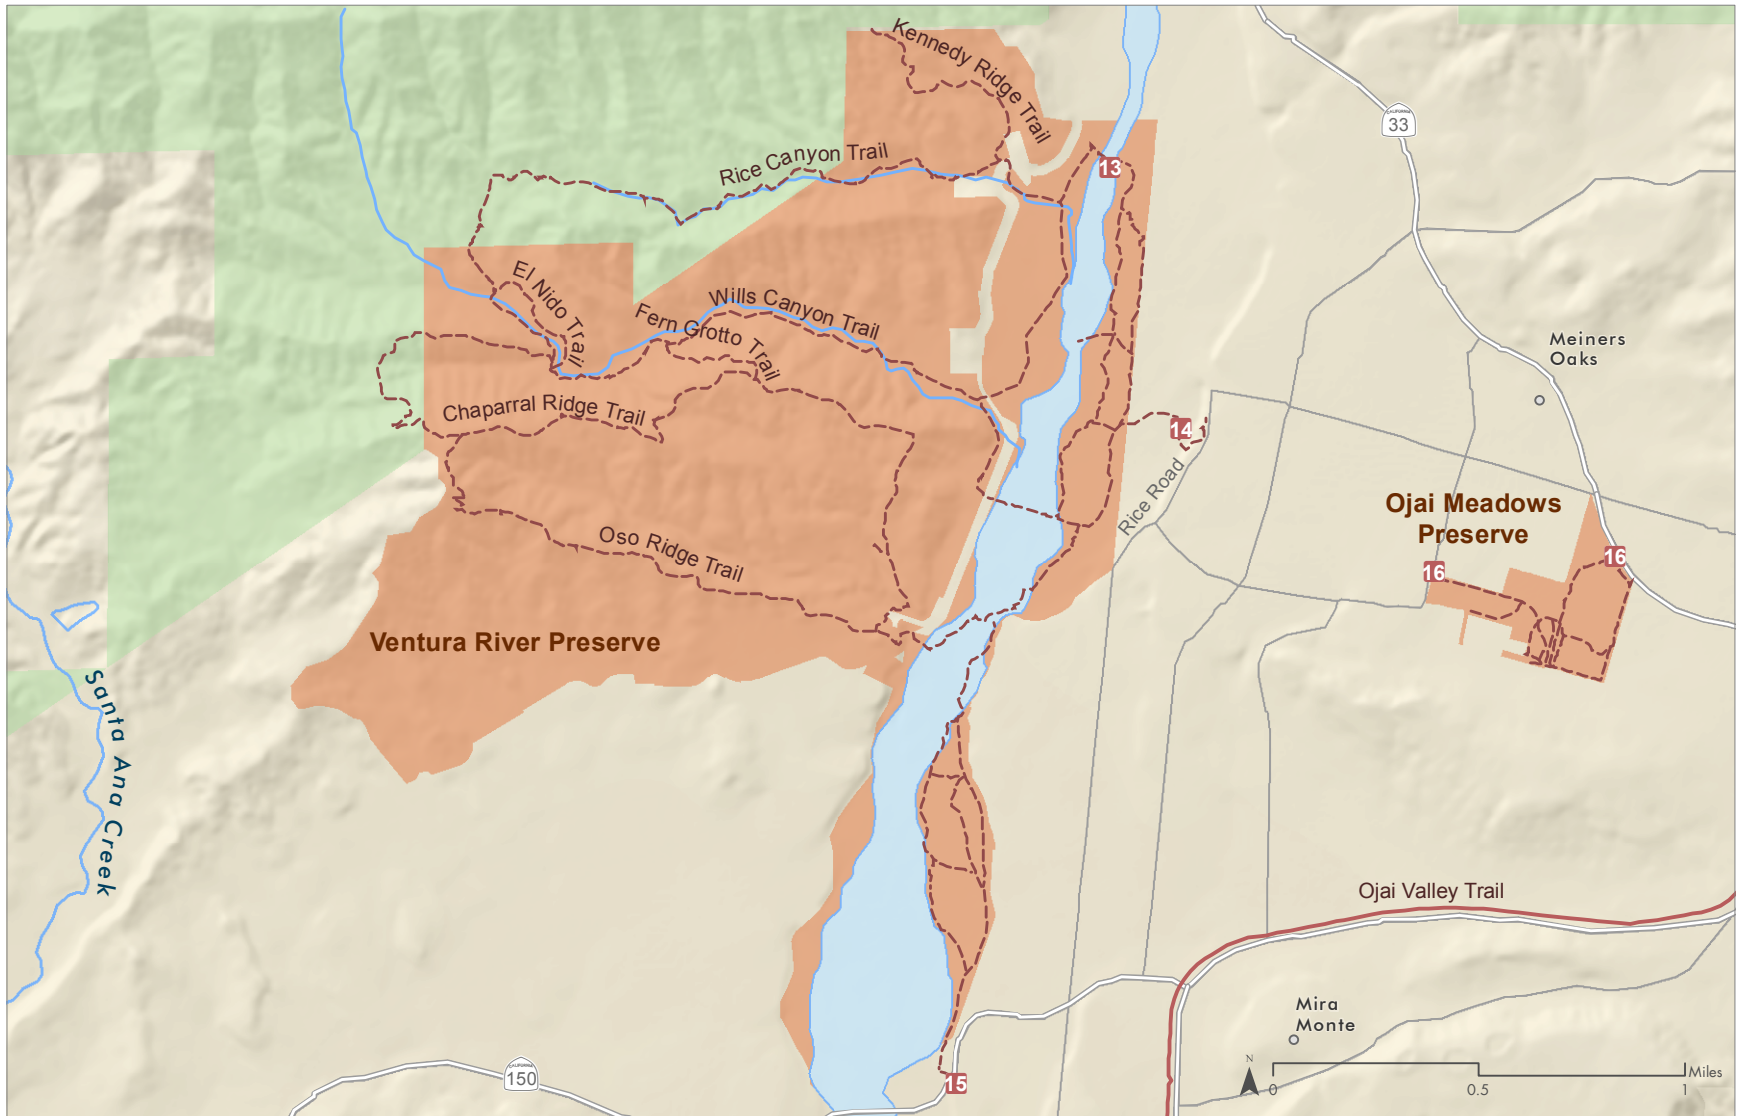 Kennedy Ridge Trail
CALIFORNIA
33
13
Rice Canyon Trail
El Nido Trail
Wills Canyon Trail
Fern Grotto Trail
Meiners
Oaks
Chaparral Ridge Trail
14
Rice Road
Ojai Meadows
Preserve
Oso Ridge Trail
16
16
Ventura River Preserve
Santa Ana Creek
Ojai Valley Trail
Mira
Monte
CALIFORNIA
150
15
N
Miles
0
0.5
1